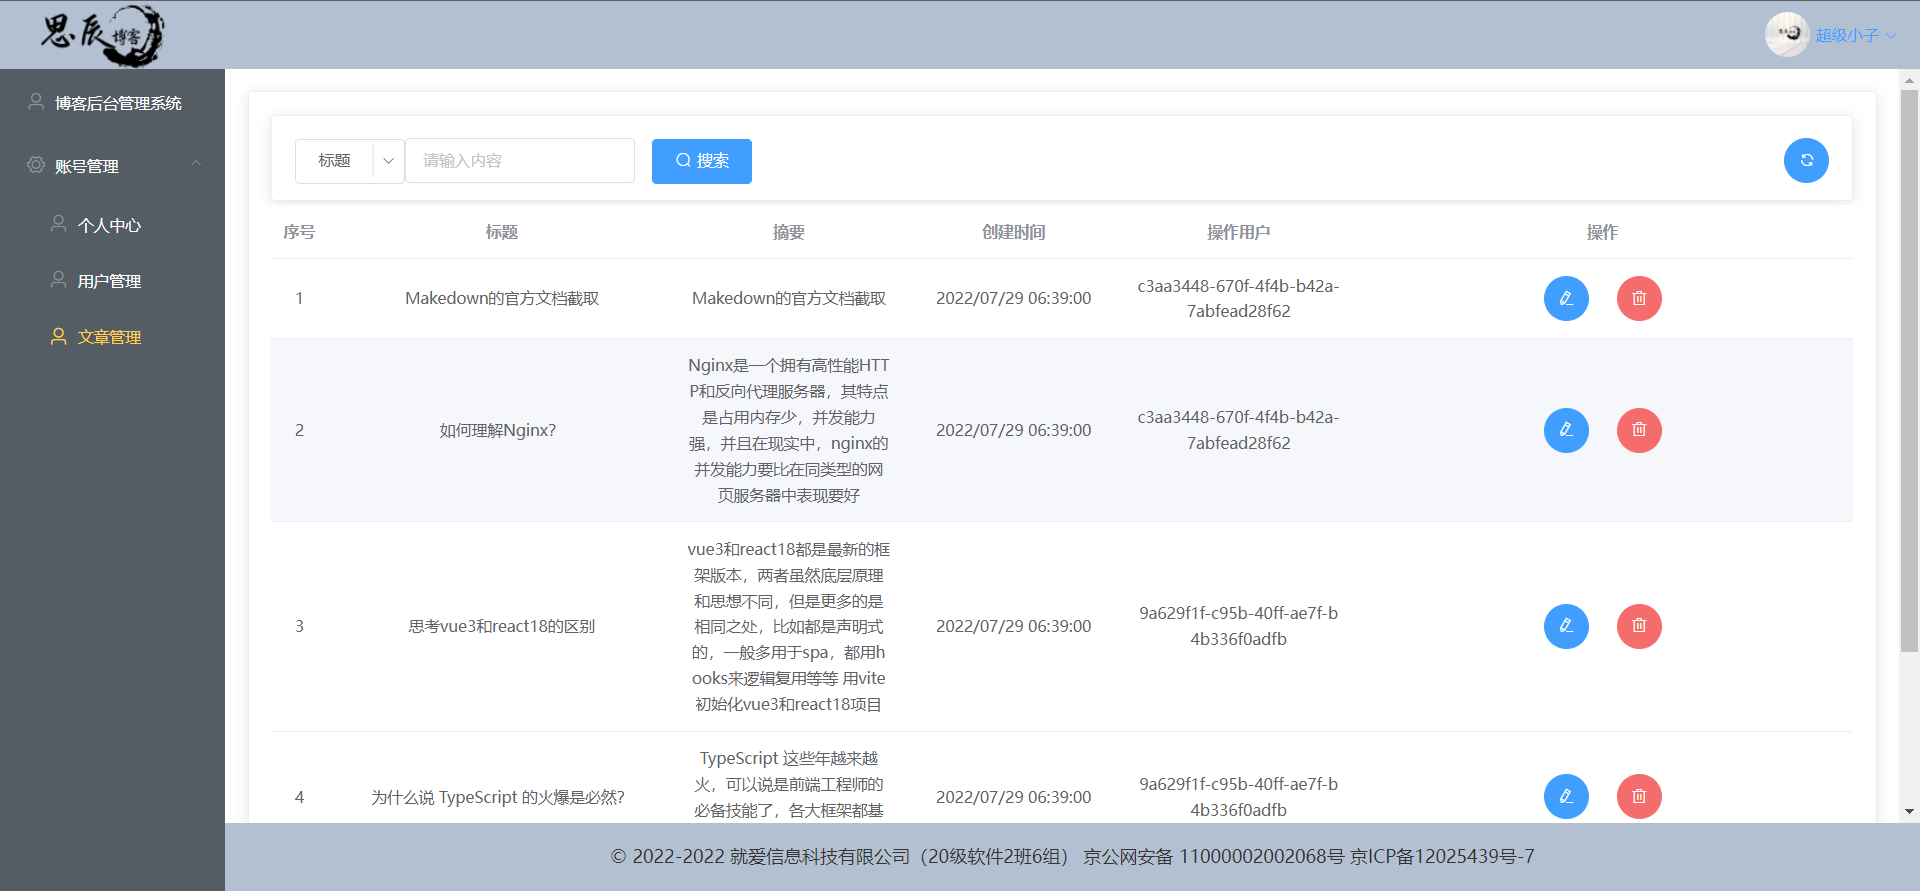 思辰博客
超级小子
博客后台管理系统
账号管理
个人中心
用户管理
文章管理
标题
请输入内容
搜索
序号 标题 摘要 创建时间 操作用户 操作
1 Makedown的官方文档截取 Makedown的官方文档截取 2022/07/29 06:39:00
c3aa3448-670f-4f4b-b42a-
7abfead28f62
2 如何理解Nginx?
Nginx是一个拥有高性能HTT
P和反向代理服务器，其特点
是占用内存少，并发能力
强，并且在现实中，nginx的
并发能力要比在同类型的网
页服务器中表现要好
2022/07/29 06:39:00
c3aa3448-670f-4f4b-b42a-
7abfead28f62
3 思考vue3和react18的区别
vue3和react18都是最新的框
架版本，两者虽然底层原理
和思想不同，但是更多的是
相同之处，比如都是声明式
的，一般多用于spa，都用h
ooks来逻辑复用等等 用vite
初始化vue3和react18项目
2022/07/29 06:39:00
9a629f1f-c95b-40ff-ae7f-b
4b336f0adfb
4 为什么说 TypeScript 的火爆是必然?
TypeScript 这些年越来越
火，可以说是前端工程师的
必备技能了，各大框架都基
2022/07/29 06:39:00
9a629f1f-c95b-40ff-ae7f-b
4b336f0adfb
© 2022-2022 就爱信息科技有限公司（20级软件2班6组） 京公网安备 11000002002068号 京ICP备12025439号-7